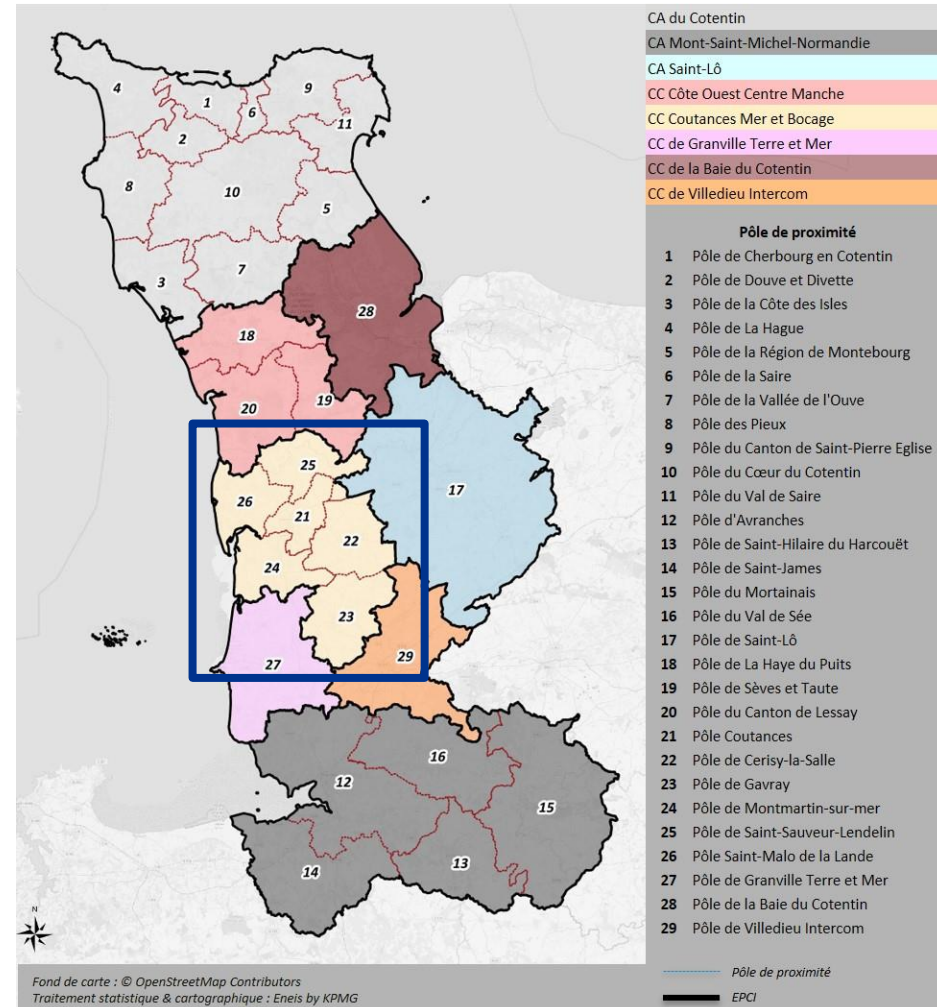 CA du Cotentin
CA Mont-Saint-Michel-Normandie
CA Saint-Lô
CC Côte Ouest Centre Manche
CC Coutances Mer et Bocage
CC de Granville Terre et Mer
CC de la Baie du Cotentin
CC de Villedieu Intercom
Pôle de proximité
1 Pôle de Cherbourg en Cotentin
2 Pôle de Douve et Divette
3 Pôle de la Côte des Isles
4 Pôle de La Hague
5 Pôle de la Région de Montebourg
6 Pôle de la Saire
7 Pôle de la Vallée de l'Ouve
8 Pôle des Pieux
9 Pôle du Canton de Saint-Pierre Eglise
10 Pôle du Cœur du Cotentin
11 Pôle du Val de Saire
12 Pôle d'Avranches
13 Pôle de Saint-Hilaire du Harcouët
14 Pôle de Saint-James
15 Pôle du Mortainais
16 Pôle du Val de Sée
17 Pôle de Saint-Lô
18 Pôle de La Haye du Puits
19 Pôle de Sèves et Taute
20 Pôle du Canton de Lessay
21 Pôle Coutances
22 Pôle de Cerisy-la-Salle
23 Pôle de Gavray
24 Pôle de Montmartin-sur-mer
25 Pôle de Saint-Sauveur-Lendelin
26 Pôle Saint-Malo de la Lande
27 Pôle de Granville Terre et Mer
28 Pôle de la Baie du Cotentin
29 Pôle de Villedieu Intercom
Pôle de proximité
EPCI
4
1
6
9
11
2
8
10
5
7
3
28
18
19
20
25
17
26
21
22
24
23
29
27
16
12
15
13
14
N
Fond de carte : © OpenStreetMap Contributors
Traitement statistique & cartographique : Eneis by KPMG